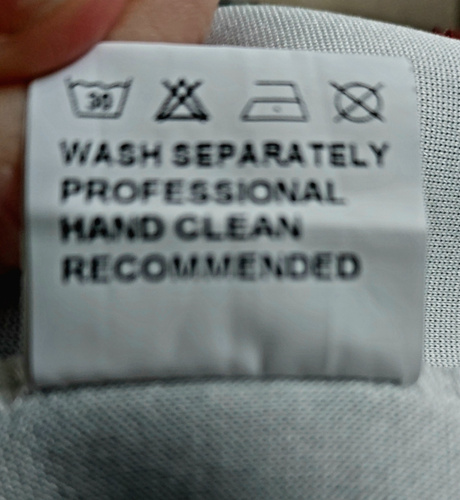 30
WASH SEPARATELY
PROFESSIONAL
HAND CLEAN
RECOMMENDED